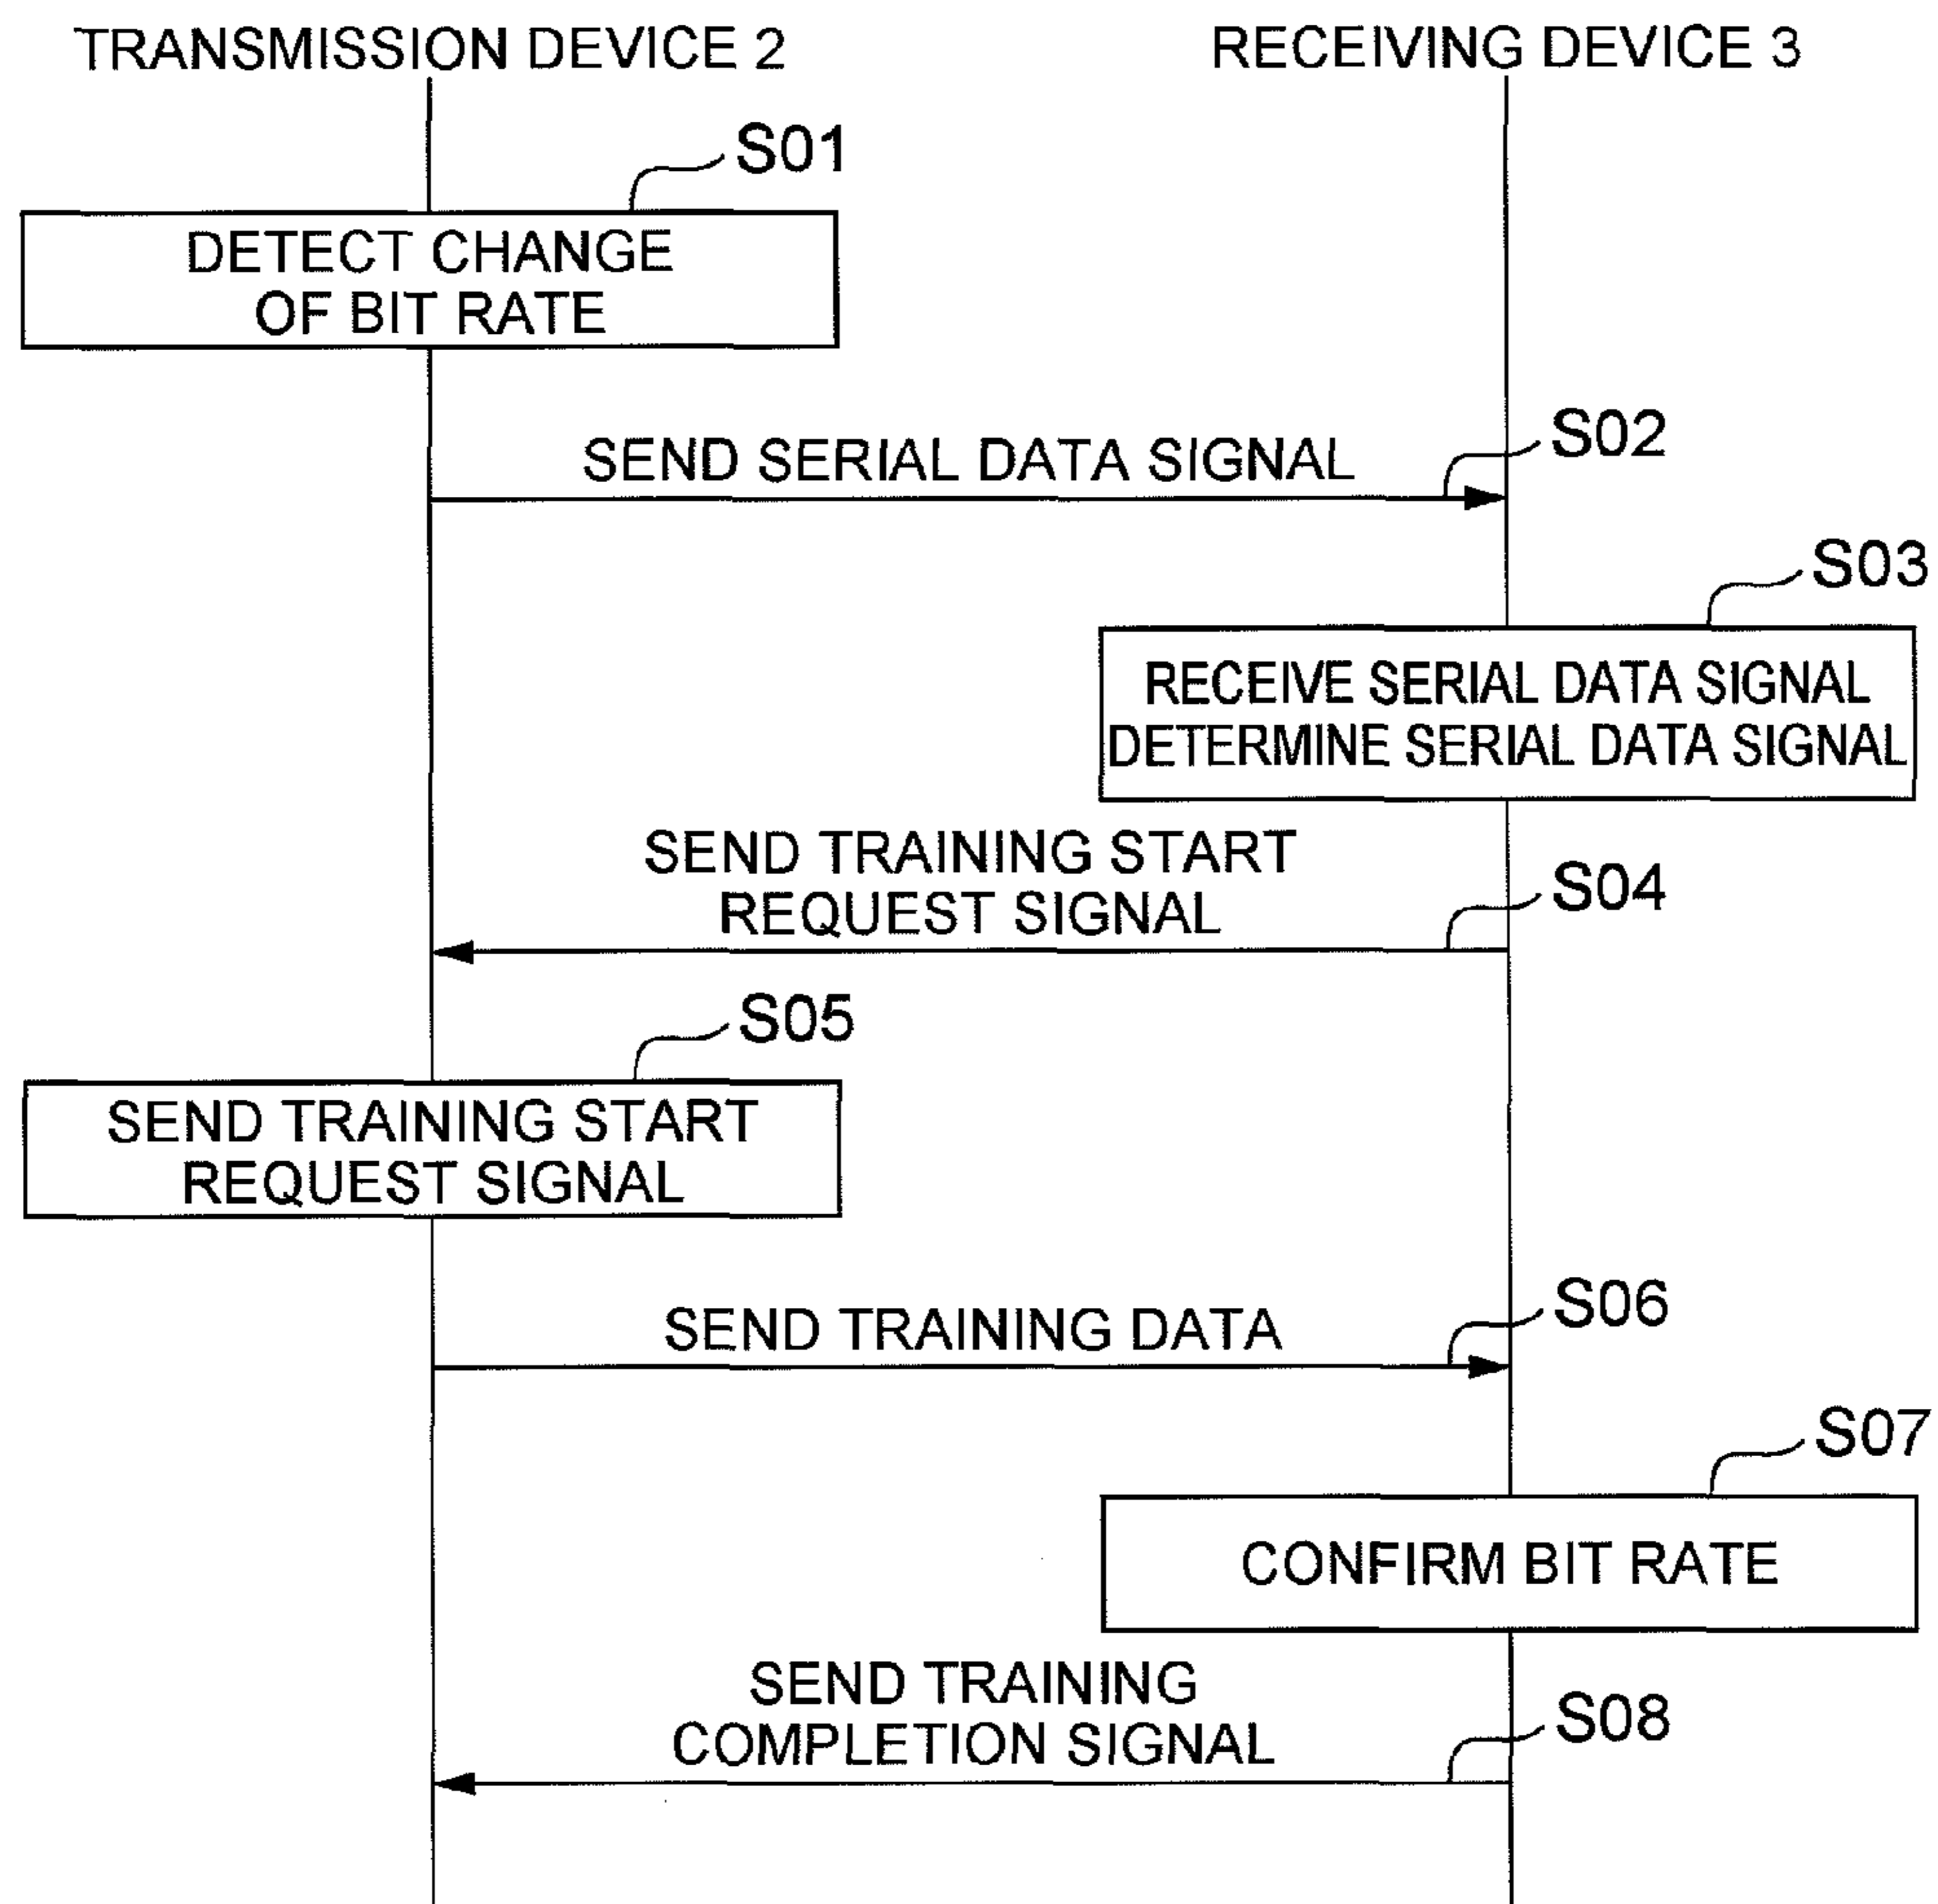 TRANSMISSION DEVICE 2
RECEIVING DEVICE 3
S01
DETECT CHANGE
OF BIT RATE
SEND SERIAL DATA SIGNAL
S02
S03
RECEIVE SERIAL DATA SIGNAL
DETERMINE SERIAL DATA SIGNAL
SEND TRAINING START
REQUEST SIGNAL
S04
S05
SEND TRAINING START
REQUEST SIGNAL
SEND TRAINING DATA
S06
S07
CONFIRM BIT RATE
SEND TRAINING
COMPLETION SIGNAL
S08